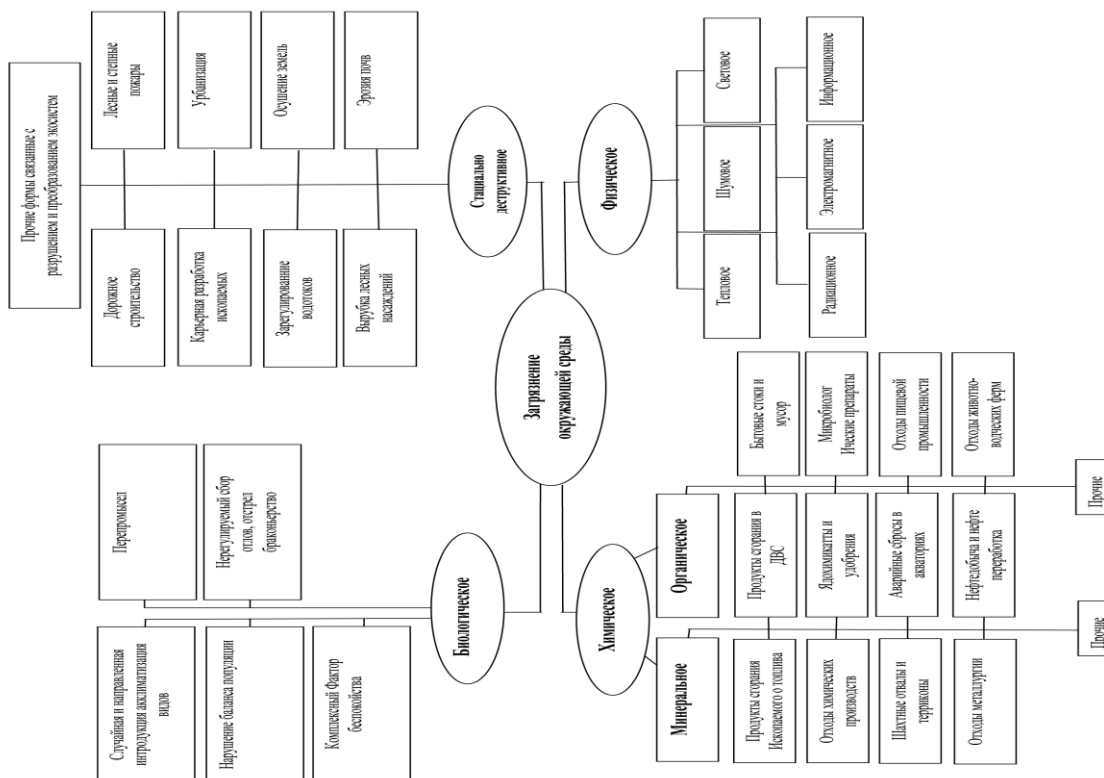 Случайная и направленная
интродукция акклиматизация
видов
Нарушение баланса популяции
Комплексный Фактор
беспокойства
Перепромысел
Нерегулируемый сбор
отлов, отстрел
браконьерство
Биологическое
Прочие формы связанные с
разрушением и преобразованием экосистем
Дорожное
строительство
Лесные и степные
пожары
Карьерная разработка
ископаемых
Урбанизация
Зарегулирование
водотоков
Осушение земель
Вырубка лесных
насаждений
Эрозия почв
Стациально
деструктивное
Загрязнение
окружающей среды
Химическое
Физическое
Минеральное
Органическое
Продукты сгорания
Ископаемого о топлива
Продукты сгорания в
ДВС
Бытовые стоки и
мусор
Отходы химических
производств
Ядохимикатты и
удобрения
Микробиолог
Ические препараты
Шахтные отвалы и
терриконы
Аварийные сбросы в
акваториях
Отходы пищевой
промышленности
Отходы металлургии
Нефтедобыча и нефте
переработка
Отходы животно-
водческих ферм
Прочие
Прочие
Тепловое
Шумовое
Световое
Радиационное
Электромагнитное
Информационное